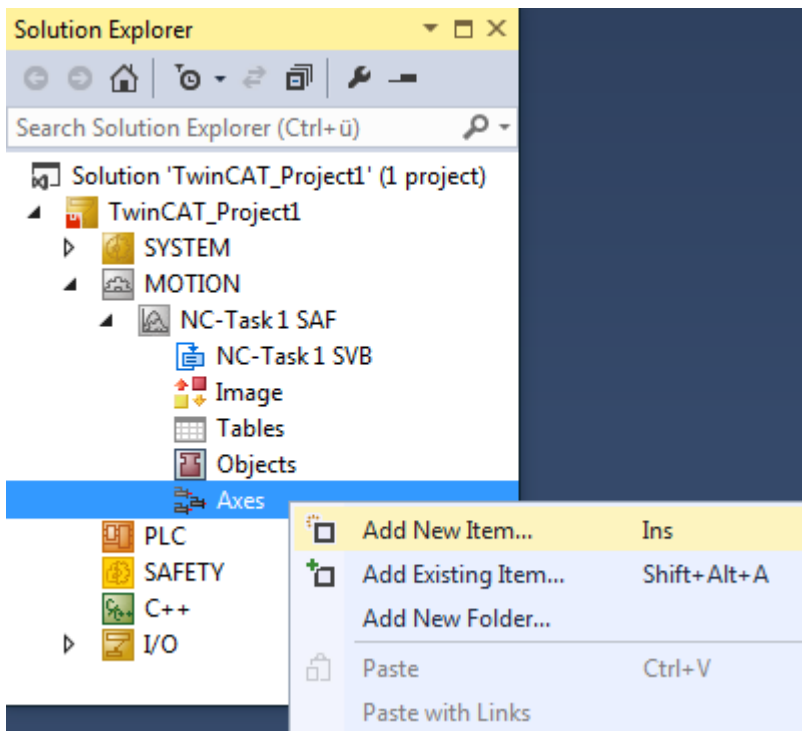 Solution Explorer
Search Solution Explorer (Ctrl+ü)
Solution 'TwinCAT_Project1' (1 project)
TwinCAT_Project1
SYSTEM
MOTION
NC-Task 1 SAF
NC-Task 1 SVB
Image
Tables
Objects
Axes
PLC
SAFETY
C++
I/O
Add New Item... Ins
Add Existing Item... Shift+Alt+A
Add New Folder...
Paste Ctrl+V
Paste with Links